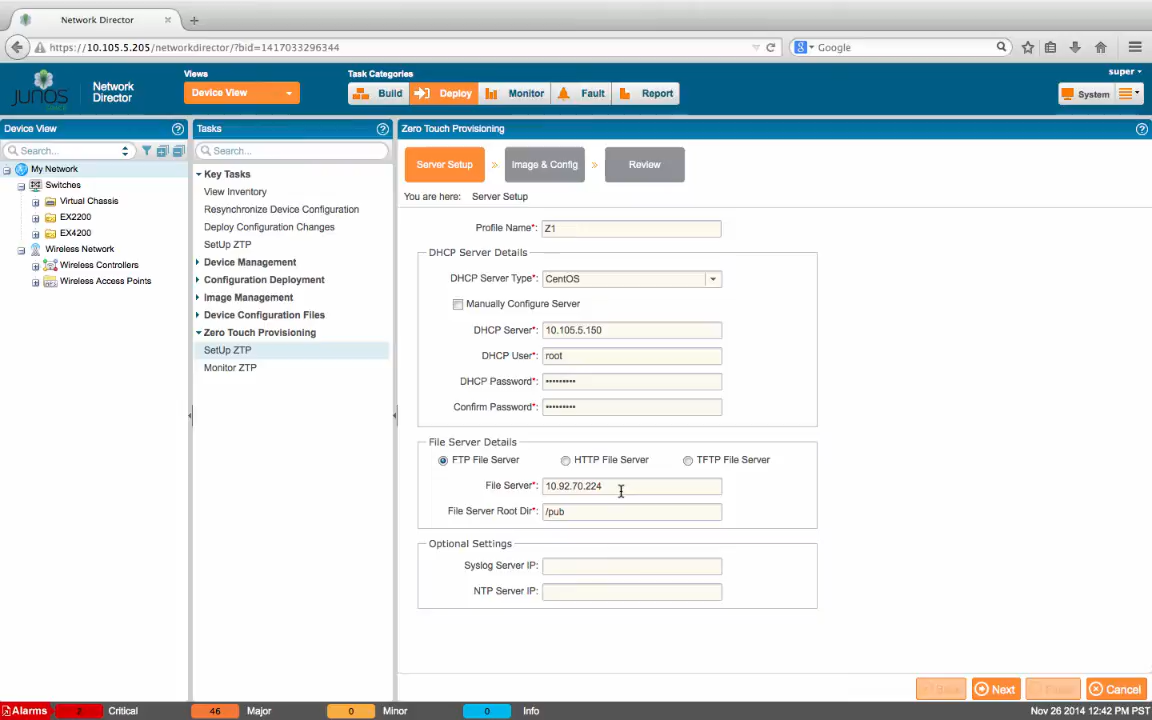 Network Director
https://10.105.5.205/networkdirector/?bid=1417033296344
Google
JUNOS
Network Director
Views
Device View
Task Categories
Build
Deploy
Monitor
Fault
Report
super
System
Device View
Search...
My Network
Switches
Virtual Chassis
EX2200
EX4200
Wireless Network
Wireless Controllers
Wireless Access Points
Tasks
Search...
Key Tasks
View Inventory
Resynchronize Device Configuration
Deploy Configuration Changes
SetUp ZTP
Device Management
Configuration Deployment
Image Management
Device Configuration Files
Zero Touch Provisioning
SetUp ZTP
Monitor ZTP
Zero Touch Provisioning
Server Setup
Image & Config
Review
You are here: Server Setup
Profile Name*: Z1
DHCP Server Details
DHCP Server Type*: CentOS
Manually Configure Server
DHCP Server*: 10.105.5.150
DHCP User*: root
DHCP Password*: •••••••••
Confirm Password*: •••••••••
File Server Details
FTP File Server
HTTP File Server
TFTP File Server
File Server*: 10.92.70.224
File Server Root Dir*: /pub
Optional Settings
Syslog Server IP:
NTP Server IP:
Next
Cancel
Alarms
2 Critical
46 Major
0 Minor
0 Info
Nov 26 2014 12:42 PM PST